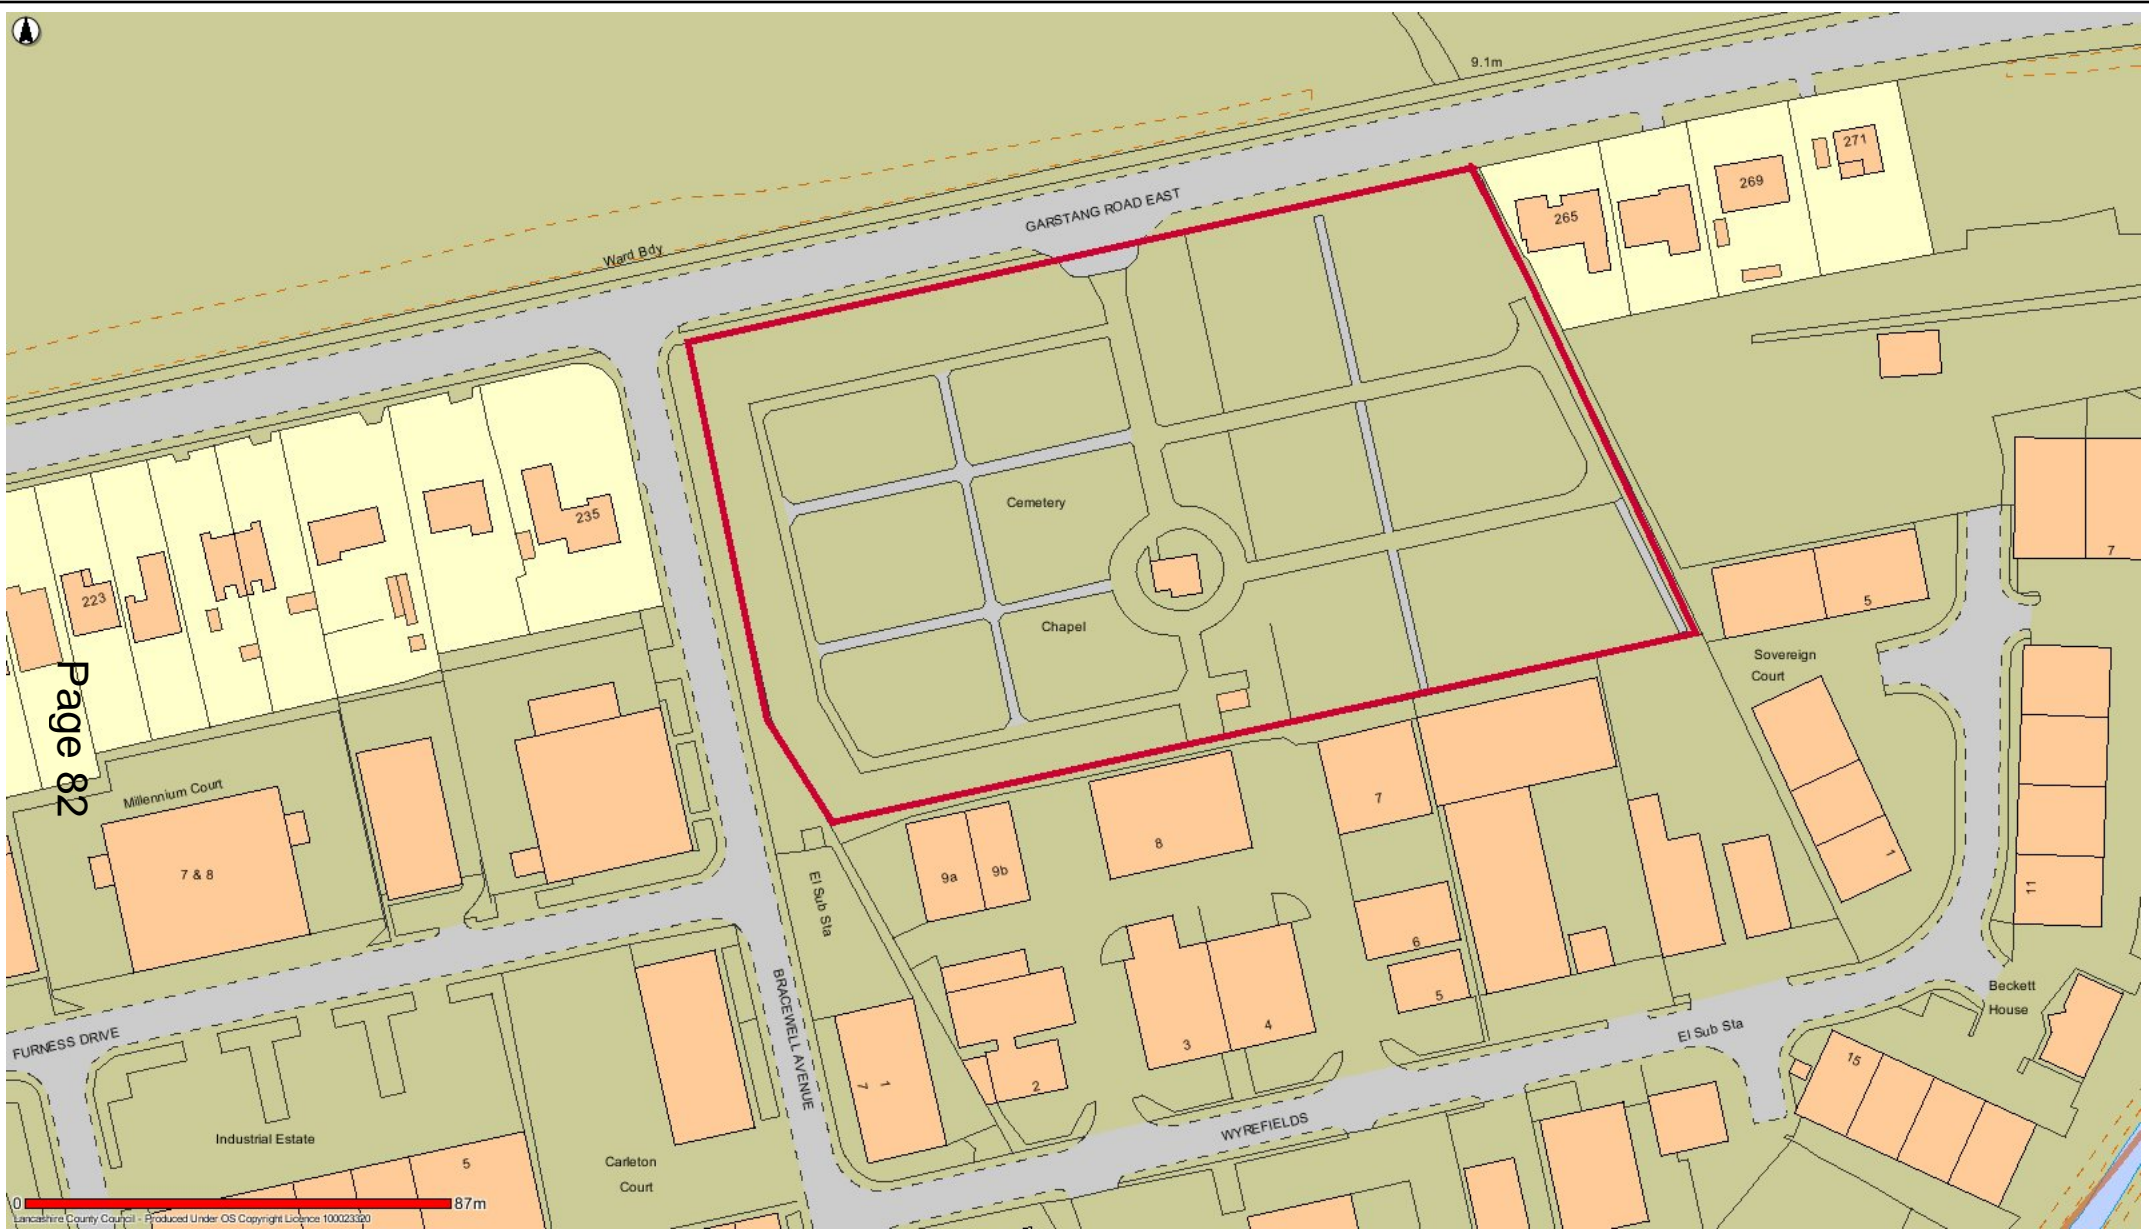 9.1m
271
269
265
GARSTANG ROAD EAST
Ward Bdy
235
223
Cemetery
Chapel
7
5
Sovereign
Court
Page 82
Millennium Court
7 & 8
7
8
9a
9b
1
11
El Sub Sta
6
5
Beckett
House
BRACEWELL AVENUE
FURNESS DRIVE
3
4
El Sub Sta
15
7
1
2
WYREFIELDS
Industrial Estate
5
Carleton
Court
0
87m
Lancashire County Council - Produced Under OS Copyright Licence 100023320